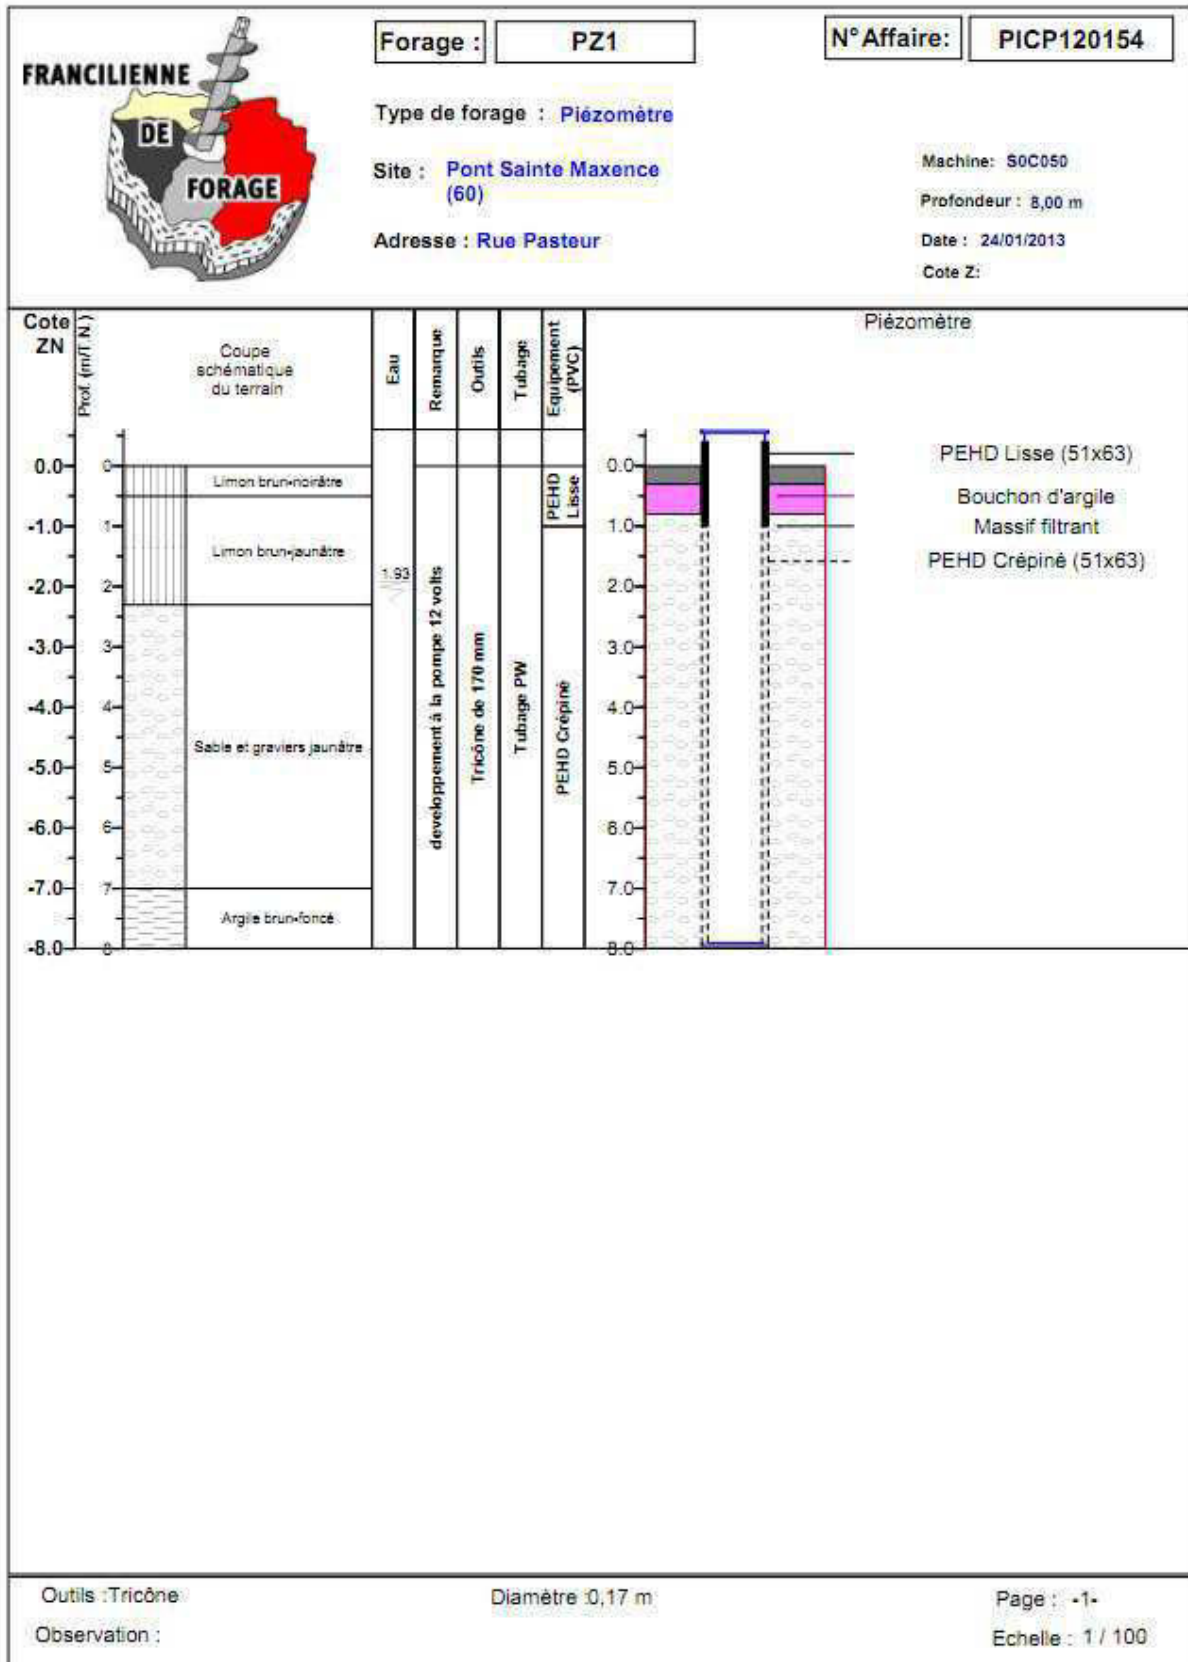 FRANCILIENNE
DE
FORAGE
Forage :
PZ1
N°Affaire:
PICP120154
Type de forage : Piézomètre
Site : Pont Sainte Maxence
(60)
Adresse : Rue Pasteur
Machine: SOC050
Profondeur : 8,00 m
Date : 24/01/2013
Cote Z:
Cote
ZN
Prof. (m/T.N.)
Coupe
schématique
du terrain
Eau
Remarque
Outils
Tubage
Equipement
(PVC)
Piézomètre
0.0
-1.0
-2.0
-3.0
-4.0
-5.0
-6.0
-7.0
-8.0
0
1
2
3
4
5
6
7
8
Limon brun-noirâtre
Limon brun-jaunâtre
Sable et graviers jaunâtre
Argile brun-foncé
1.93
developpement à la pompe 12 volts
Tricône de 170 mm
Tubage PW
PEHD
Lisse
PEHD Crépiné
0.0
1.0
2.0
3.0
4.0
5.0
6.0
7.0
8.0
PEHD Lisse (51x63)
Bouchon d'argile
Massif filtrant
PEHD Crépiné (51x63)
Outils :Tricône
Diamètre :0,17 m
Page : -1-
Observation :
Echelle : 1 / 100